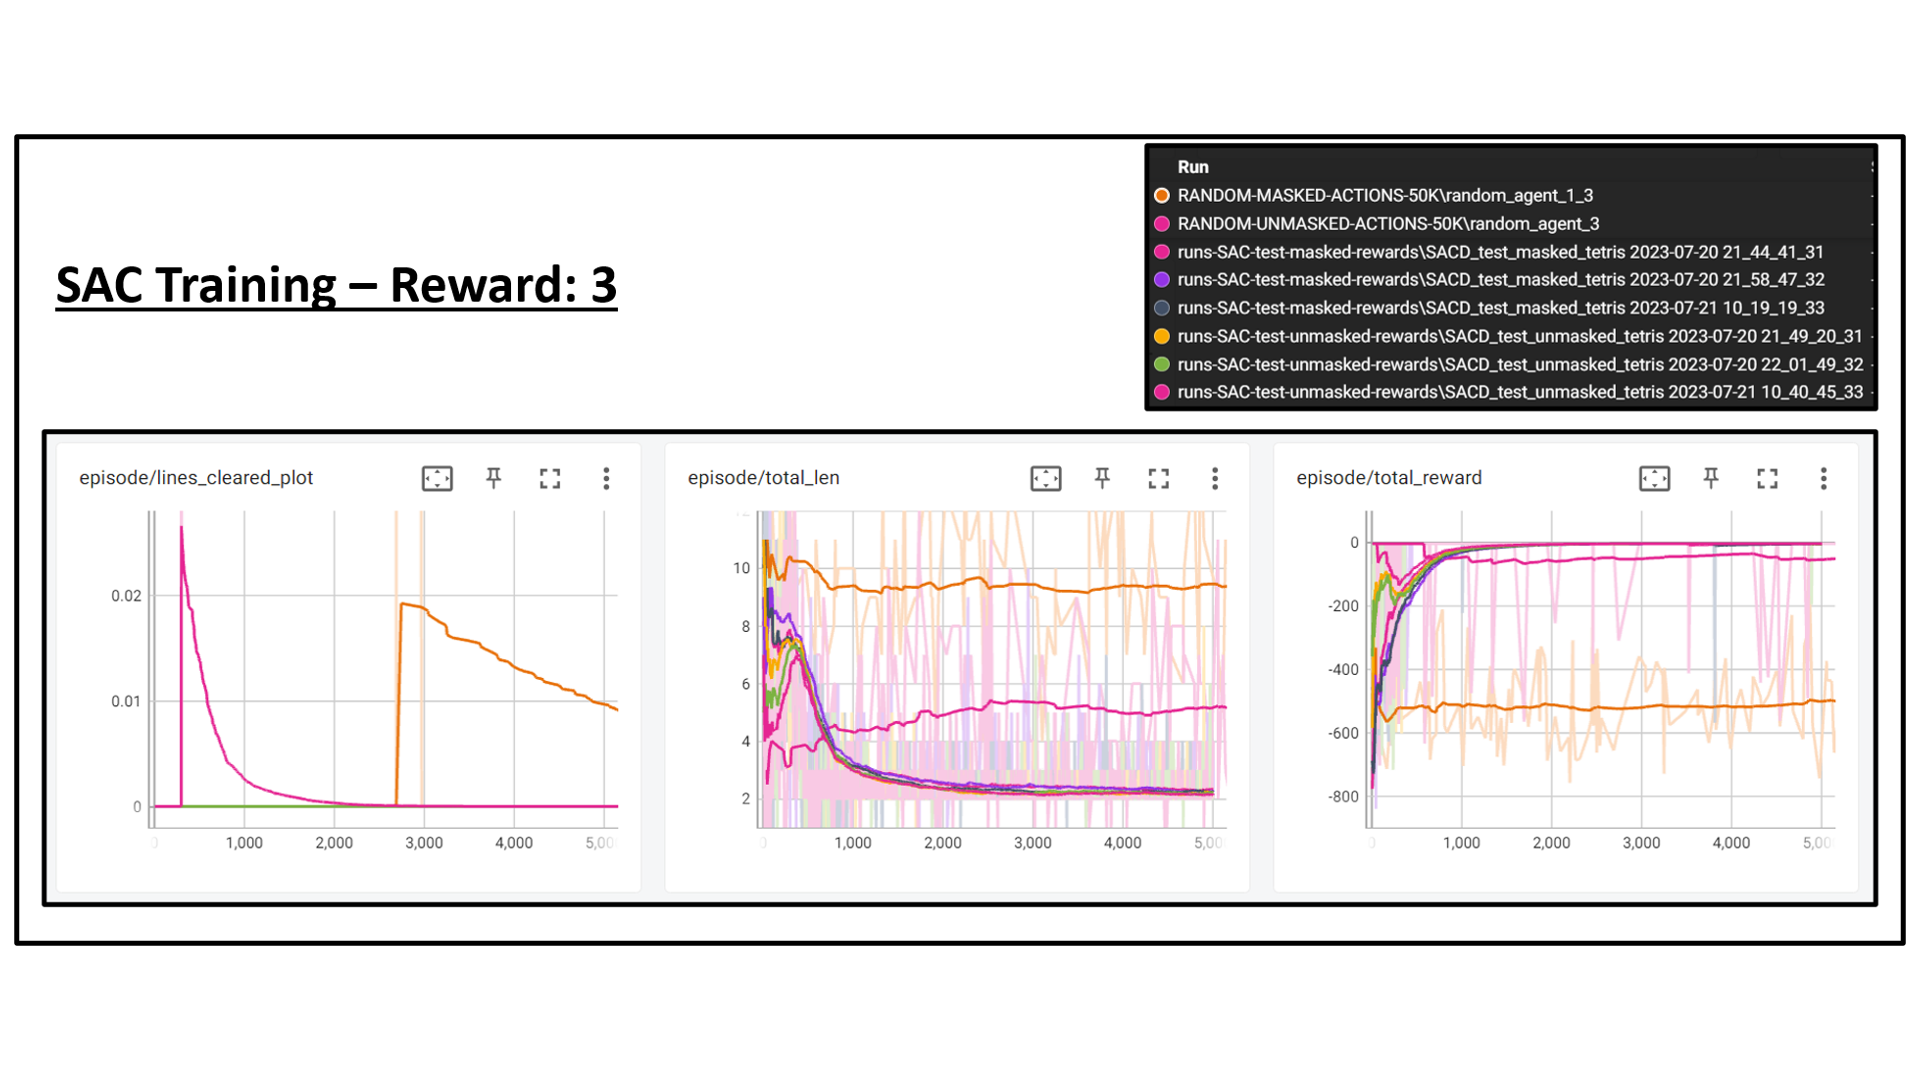 Run
RANDOM-MASKED-ACTIONS-50K\random_agent_1_3
RANDOM-UNMASKED-ACTIONS-50K\random_agent_3
runs-SAC-test-masked-rewards\SACD_test_masked_tetris 2023-07-20 21_44_41_31
SAC Training – Reward: 3
runs-SAC-test-masked-rewards\SACD_test_masked_tetris 2023-07-20 21_58_47_32
runs-SAC-test-masked-rewards\SACD_test_masked_tetris 2023-07-21 10_19_19_33
runs-SAC-test-unmasked-rewards\SACD_test_unmasked_tetris 2023-07-20 21_49_20_31
runs-SAC-test-unmasked-rewards\SACD_test_unmasked_tetris 2023-07-20 22_01_49_32
runs-SAC-test-unmasked-rewards\SACD_test_unmasked_tetris 2023-07-21 10_40_45_33
episode/lines_cleared_plot
0.02
0.01
0
0 1,000 2,000 3,000 4,000 5,00
episode/total_len
10
8
6
4
2
0 1,000 2,000 3,000 4,000 5,00
episode/total_reward
0
-200
-400
-600
-800
0 1,000 2,000 3,000 4,000 5,00